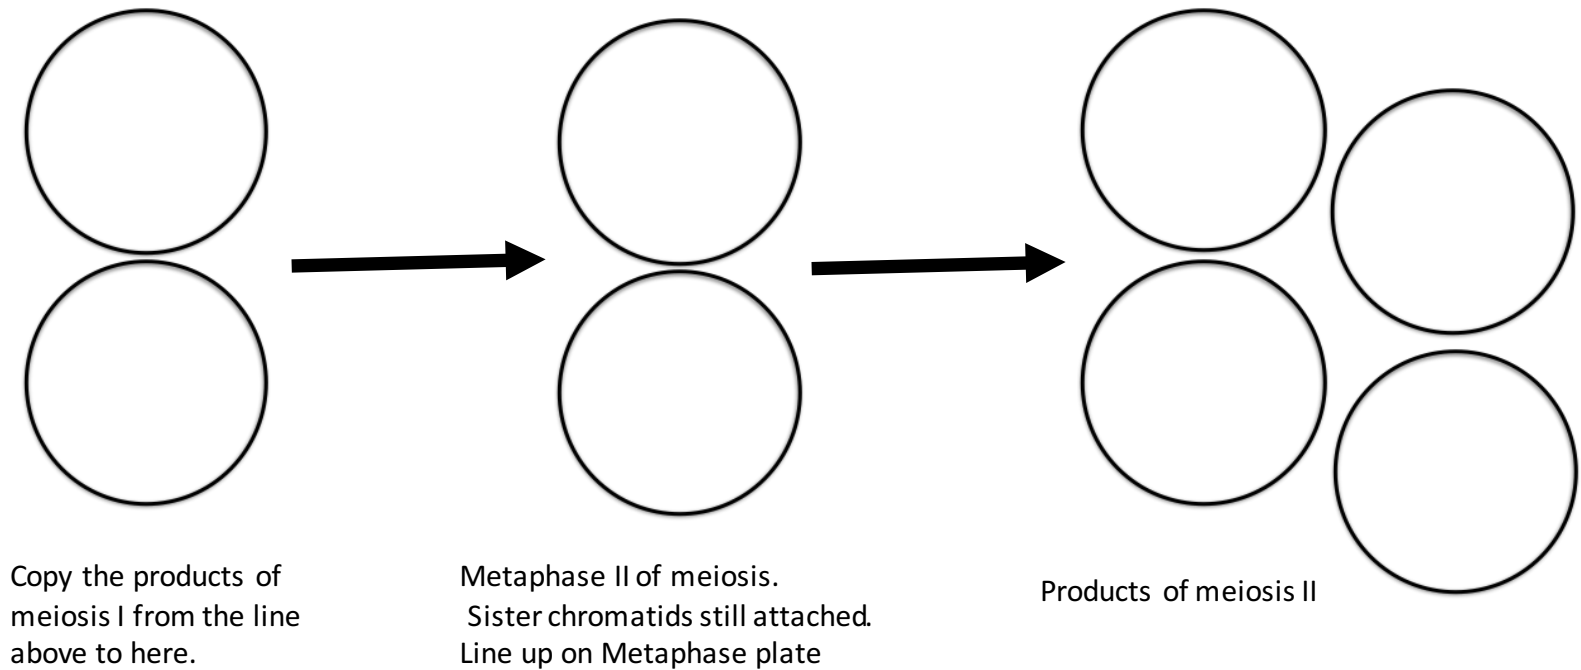 Copy the products of
meiosis I from the line
above to here.
Metaphase II of meiosis.
Sister chromatids still attached.
Line up on Metaphase plate
Products of meiosis II